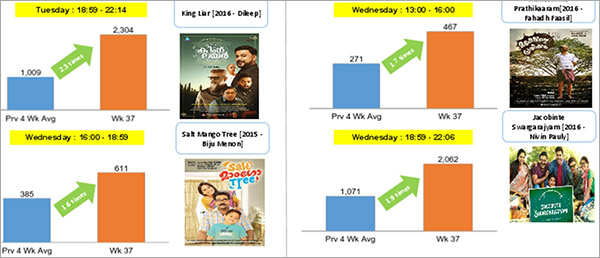 Tuesday : 18:59 - 22:14
2,304
2.3 times
1,009
Prv 4 Wk Avg
Wk 37
King Liar [2016 - Dileep]
Wednesday : 16:00 - 18:59
611
1.6 times
385
Prv 4 Wk Avg
Wk 37
Salt Mango Tree [2015 -
Biju Menon]
Salt
മാംഗോ
Tree
Wednesday : 13:00 - 16:00
467
1.7 times
271
Prv 4 Wk Avg
Wk 37
Prathikaaram [2016 -
Fahadh Faasil]
Wednesday : 18:59 - 22:06
2,062
1.9 times
1,071
Prv 4 Wk Avg
Wk 37
Jacobinte
Swargarajyam [2016 -
Nivin Pauly]